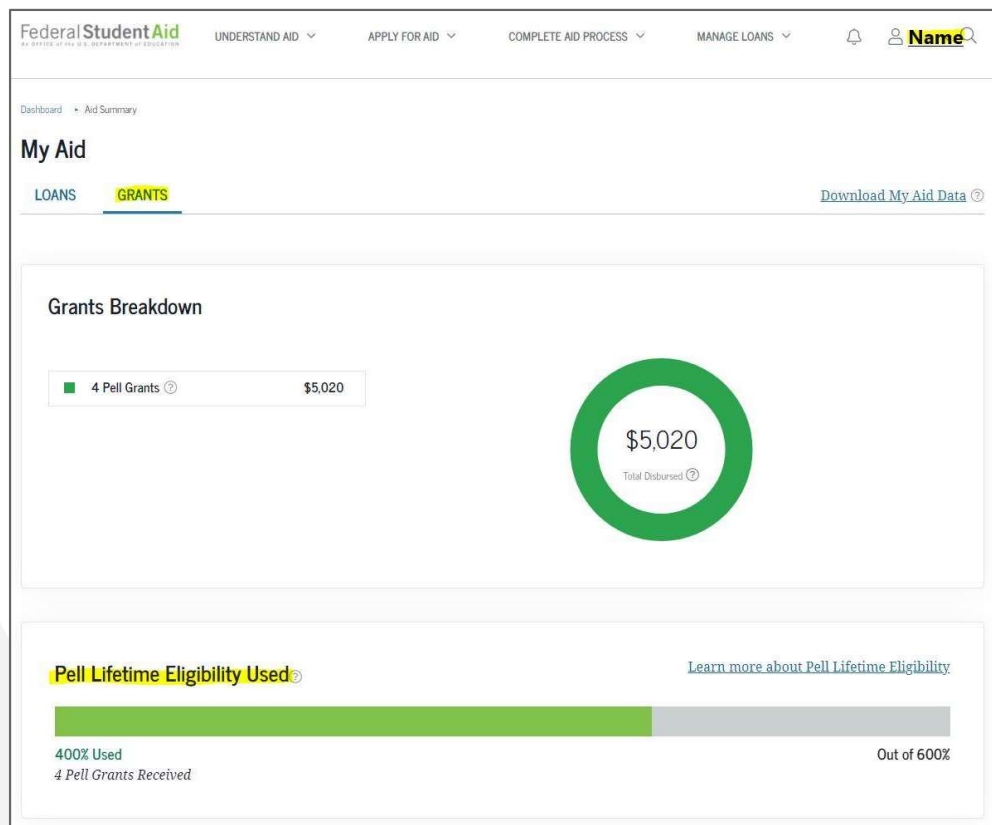 Federal Student Aid
An OFFICE of the U.S. DEPARTMENT of EDUCATION
UNDERSTAND AID
APPLY FOR AID
COMPLETE AID PROCESS
MANAGE LOANS
Name
Dashboard
Aid Summary
My Aid
LOANS
GRANTS
Download My Aid Data
Grants Breakdown
4 Pell Grants $5,020
$5,020
Total Disbursed
Pell Lifetime Eligibility Used
Learn more about Pell Lifetime Eligibility
400% Used
Out of 600%
4 Pell Grants Received